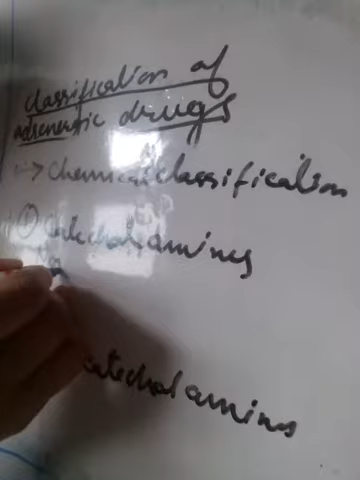 classification of
adrenergic drugs
→ Chemical classification
① Catecholamines
catecholamines